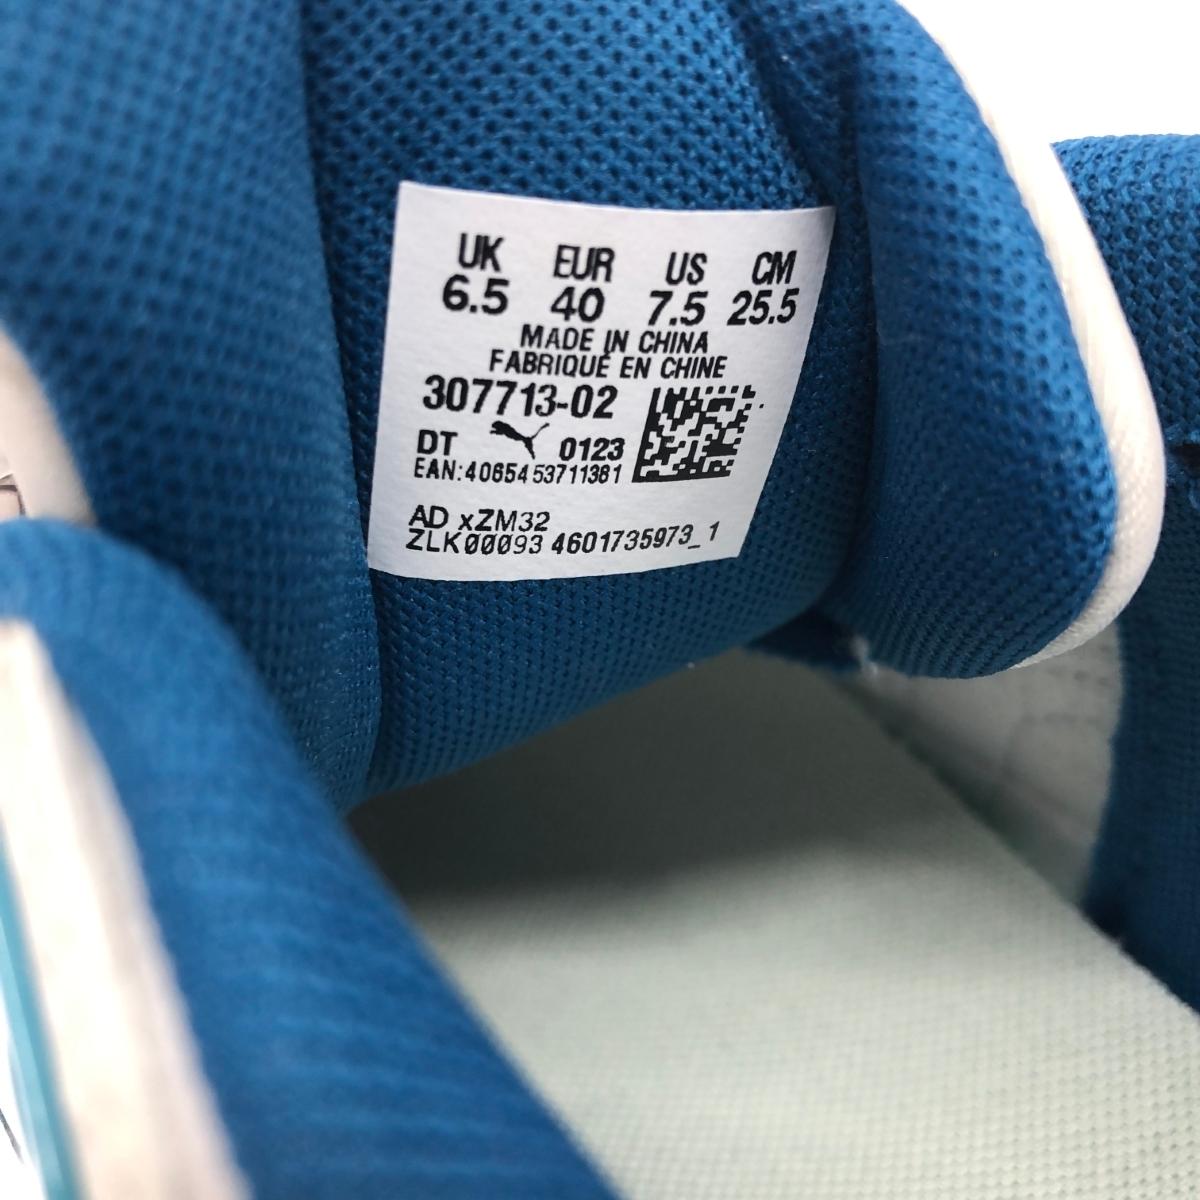 UK EUR US CM
6.5 40 7.5 25.5
MADE IN CHINA
FABRIQUÉ EN CHINE
307713-02
DT 0123
EAN:4065453711381
AD xZM32
ZLK00093 4601735973_1